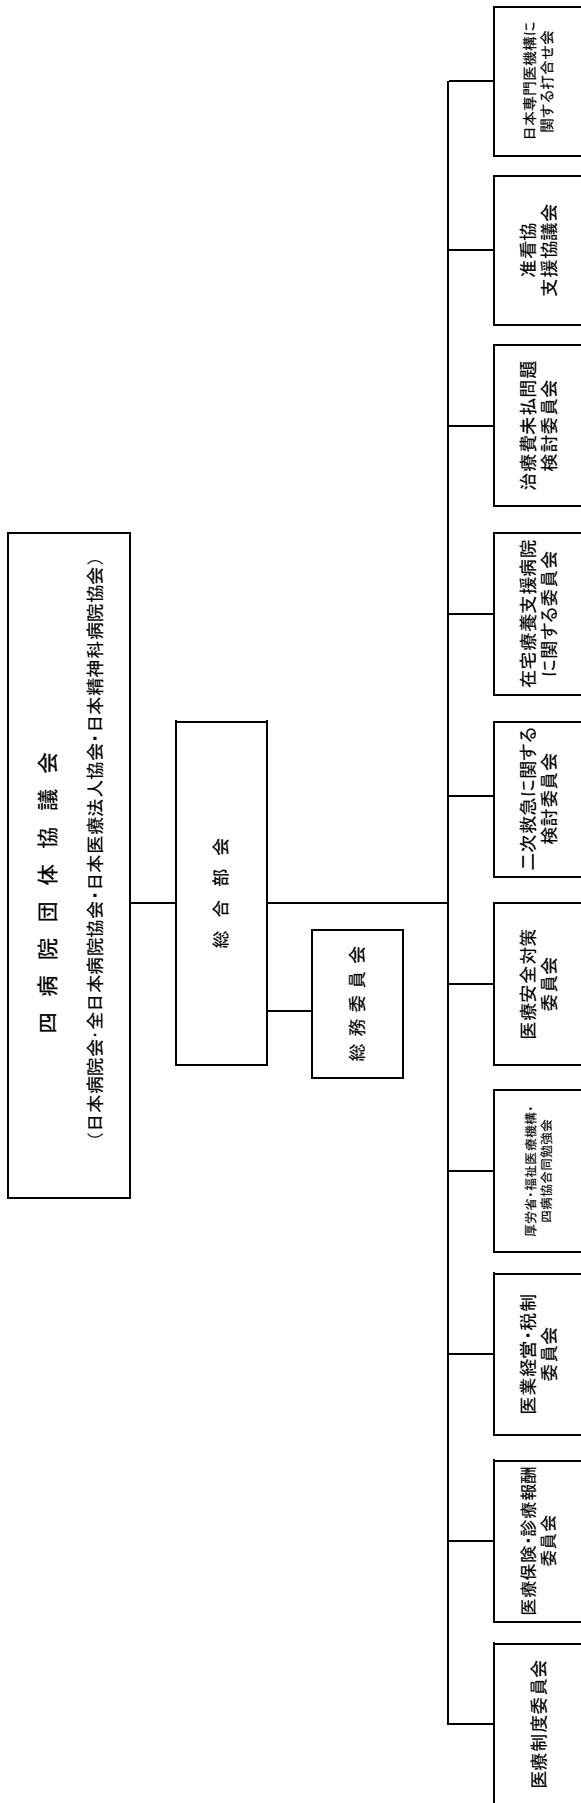 四病院団体協議会
（日本病院会・全日本病院協会・日本医療法人協会・日本精神科病院協会）
総合部会
総務委員会
医療制度委員会
医療保険・診療報酬
委員会
医業経営・税制
委員会
厚労省・福祉医療機構・
四病協合同勉強会
医療安全対策
委員会
二次救急に関する
検討委員会
在宅療養支援病院
に関する委員会
治療費未払問題
検討委員会
准看協
支援協議会
日本専門医機構に
関する打合せ会